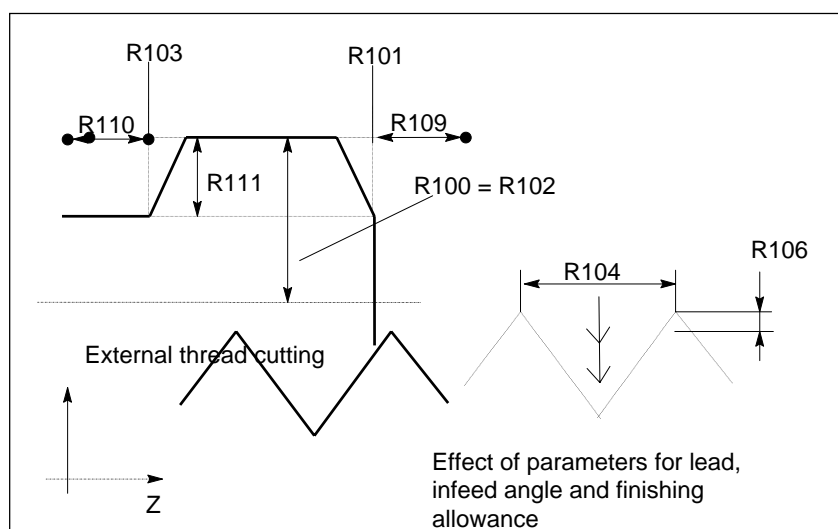 R103
R101
R110
R109
R111
R100 = R102
R106
R104
External thread cutting
Z
Effect of parameters for lead,
infeed angle and finishing
allowance